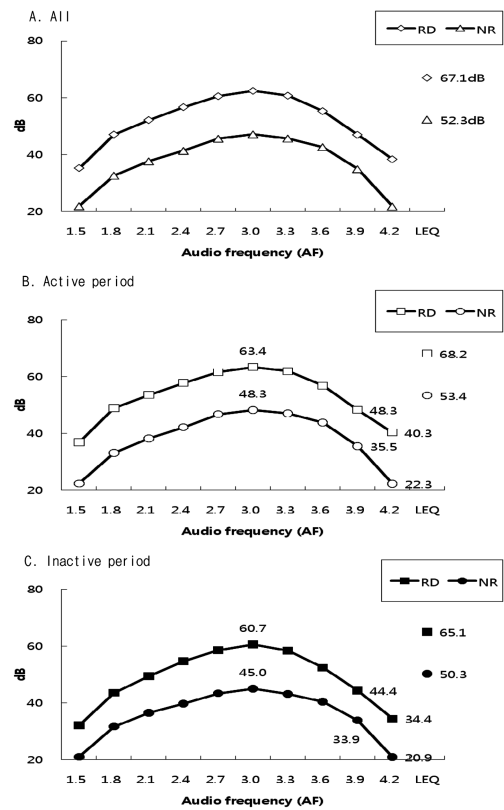 A. All
RD NR
80
60
40
20
dB
67.1dB
52.3dB
1.5 1.8 2.1 2.4 2.7 3.0 3.3 3.6 3.9 4.2 LEQ
Audio frequency (AF)
B. Active period
RD NR
80
60
40
20
dB
63.4
48.3
68.2
53.4
48.3
40.3
35.5
22.3
1.5 1.8 2.1 2.4 2.7 3.0 3.3 3.6 3.9 4.2 LEQ
Audio frequency (AF)
C. Inactive period
RD NR
80
60
40
20
dB
60.7
45.0
65.1
50.3
44.4
34.4
33.9
20.9
1.5 1.8 2.1 2.4 2.7 3.0 3.3 3.6 3.9 4.2 LEQ
Audio frequency (AF)